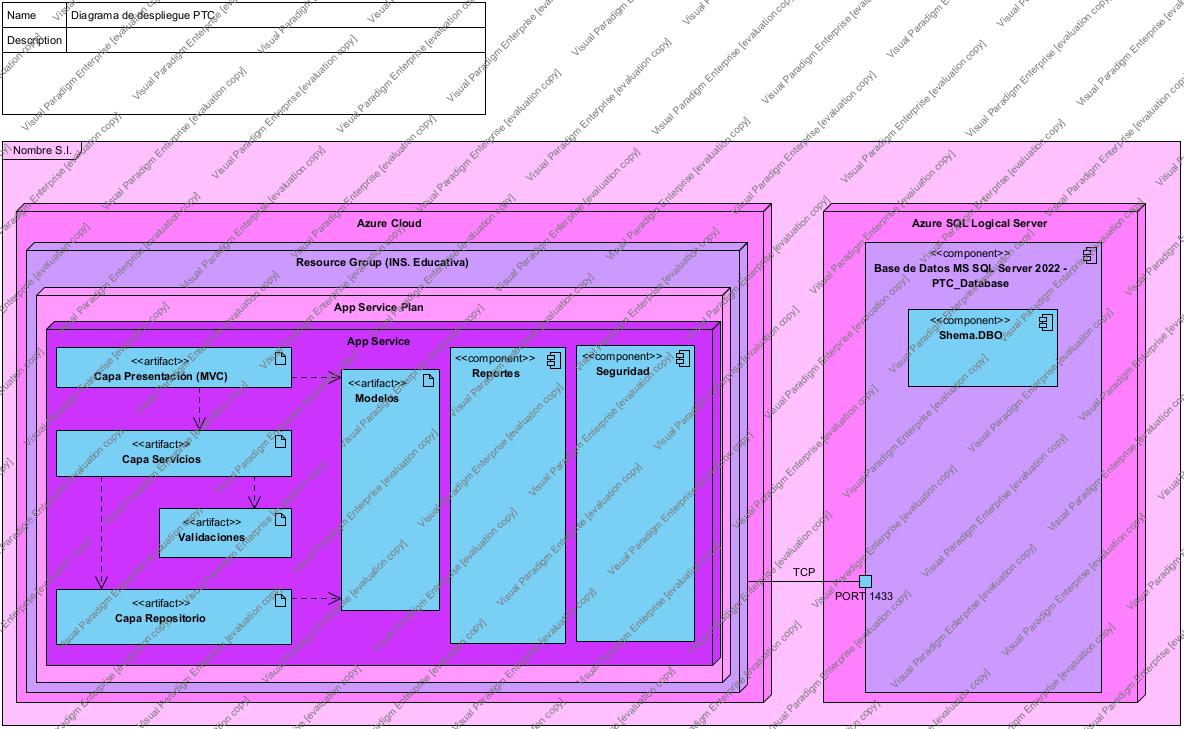 Name
Diagrama de despliegue PTC
Description
Nombre S.I.
Azure Cloud
Resource Group (INS. Educativa)
App Service Plan
App Service
<<artifact>>
Capa Presentación (MVC)
<<artifact>>
Capa Servicios
<<artifact>>
Validaciones
<<artifact>>
Capa Repositorio
<<artifact>>
Modelos
<<component>>
Reportes
<<component>>
Seguridad
TCP
PORT 1433
Azure SQL Logical Server
<<component>>
Base de Datos MS SQL Server 2022 -
PTC_Database
<<component>>
Shema.DBO
Visual Paradigm Enterprise [evaluation copy]